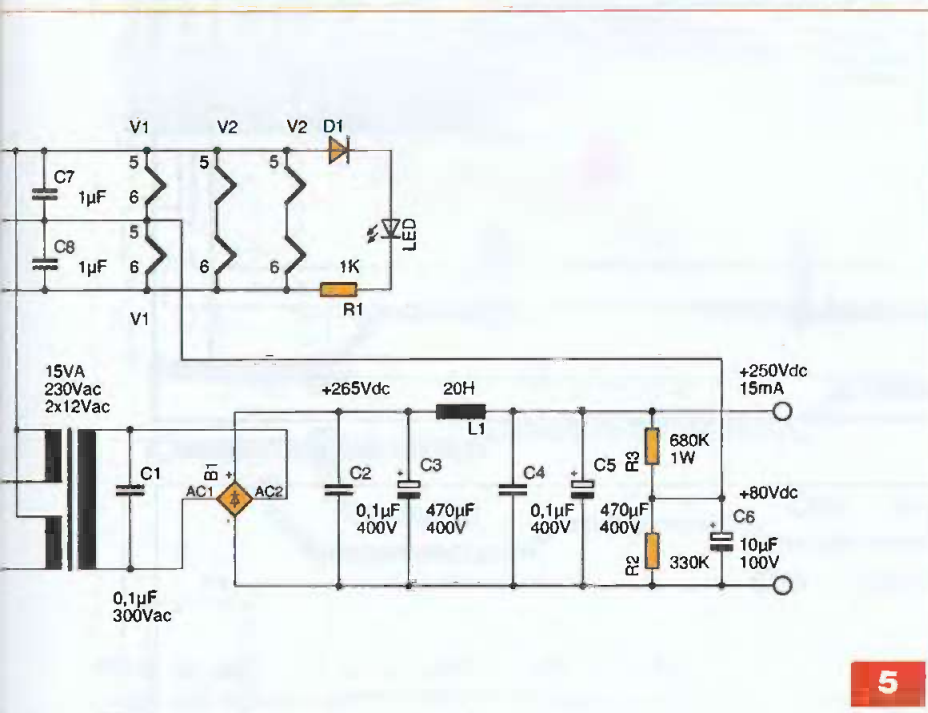 V1 V2 V2 D1
5 5 5
C7
1µF
6
C8
5
LED
1µF
6 6 6
1K
R1
V1
15VA
230Vac
2x12Vac
+265Vdc
20H
L1
+250Vdc
15mA
C1
B1
+
AC1
AC2
-
C2
+
C3
C4
+
C5
R3
680K
1W
0,1µF
400V
470µF
400V
0,1µF
400V
470µF
400V
+80Vdc
+
C6
R2
330K
10µF
100V
0,1µF
300Vac
5